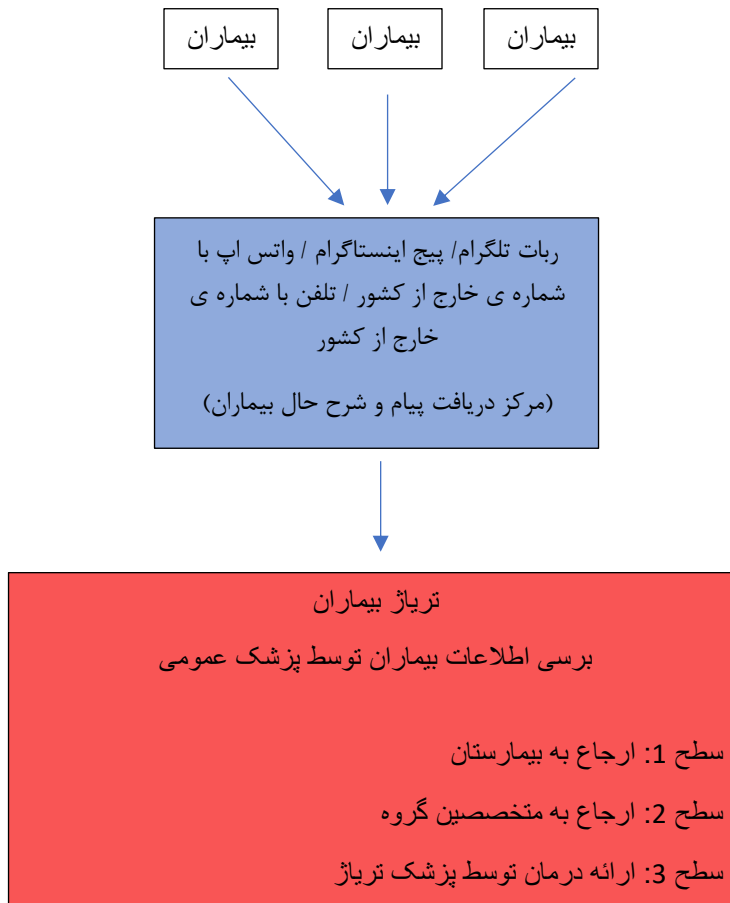 بیماران
بیماران
بیماران
ربات تلگرام/ پیج اینستاگرام / واتس اپ با
شماره ی خارج از کشور / تلفن با شماره ی
خارج از کشور
(مرکز دریافت پیام و شرح حال بیماران)
تریاژ بیماران
برسی اطلاعات بیماران توسط پزشک عمومی
سطح 1: ارجاع به بیمارستان
سطح 2: ارجاع به متخصصین گروه
سطح 3: ارائه درمان توسط پزشک تریاژ